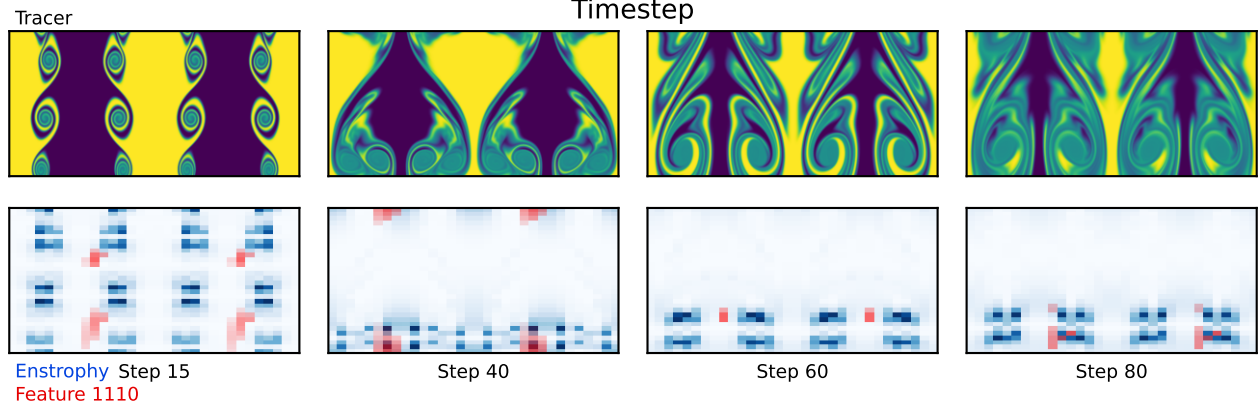 Timestep
Tracer
Enstrophy Step 15
Step 40
Step 60
Step 80
Feature 1110